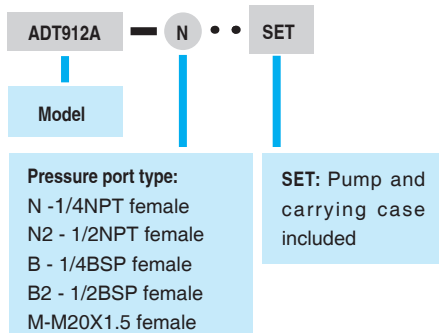 ADT912A — N • • SET
Model
Pressure port type:
N -1/4NPT female
N2 - 1/2NPT female
B - 1/4BSP female
B2 - 1/2BSP female
M-M20X1.5 female
SET: Pump and
carrying case
included